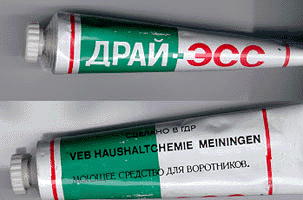 ДРАЙ-ЭСС
СДЕЛАНО В ГДР
VEB HAUSHALTCHEMIE MEININGEN
МОЮЩЕЕ СРЕДСТВО ДЛЯ ВОРОТНИКОВ.